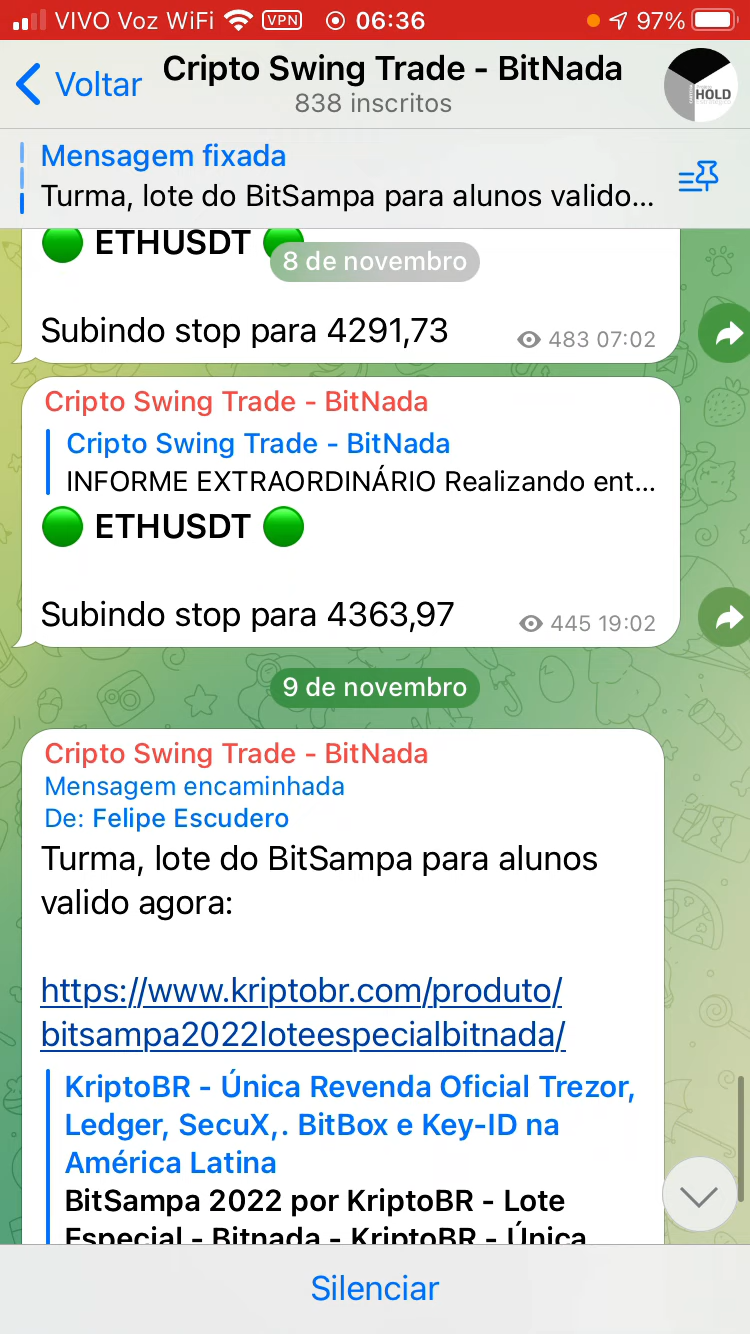 VIVO Voz WiFi VPN 06:36 97%
Voltar
Cripto Swing Trade - BitNada
838 inscritos
HOLD
Mensagem fixada
Turma, lote do BitSampa para alunos valido...
ETHUSDT
8 de novembro
Subindo stop para 4291,73
483 07:02
Cripto Swing Trade - BitNada
Cripto Swing Trade - BitNada
INFORME EXTRAORDINÁRIO Realizando ent...
ETHUSDT
Subindo stop para 4363,97
445 19:02
9 de novembro
Cripto Swing Trade - BitNada
Mensagem encaminhada
De: Felipe Escudero
Turma, lote do BitSampa para alunos
valido agora:
https://www.kriptobr.com/produto/
bitsampa2022loteespecialbitnada/
KriptoBR - Única Revenda Oficial Trezor,
Ledger, SecuX,. BitBox e Key-ID na
América Latina
BitSampa 2022 por KriptoBR - Lote
Especial - Bitnada - KriptoBR - Única
Silenciar